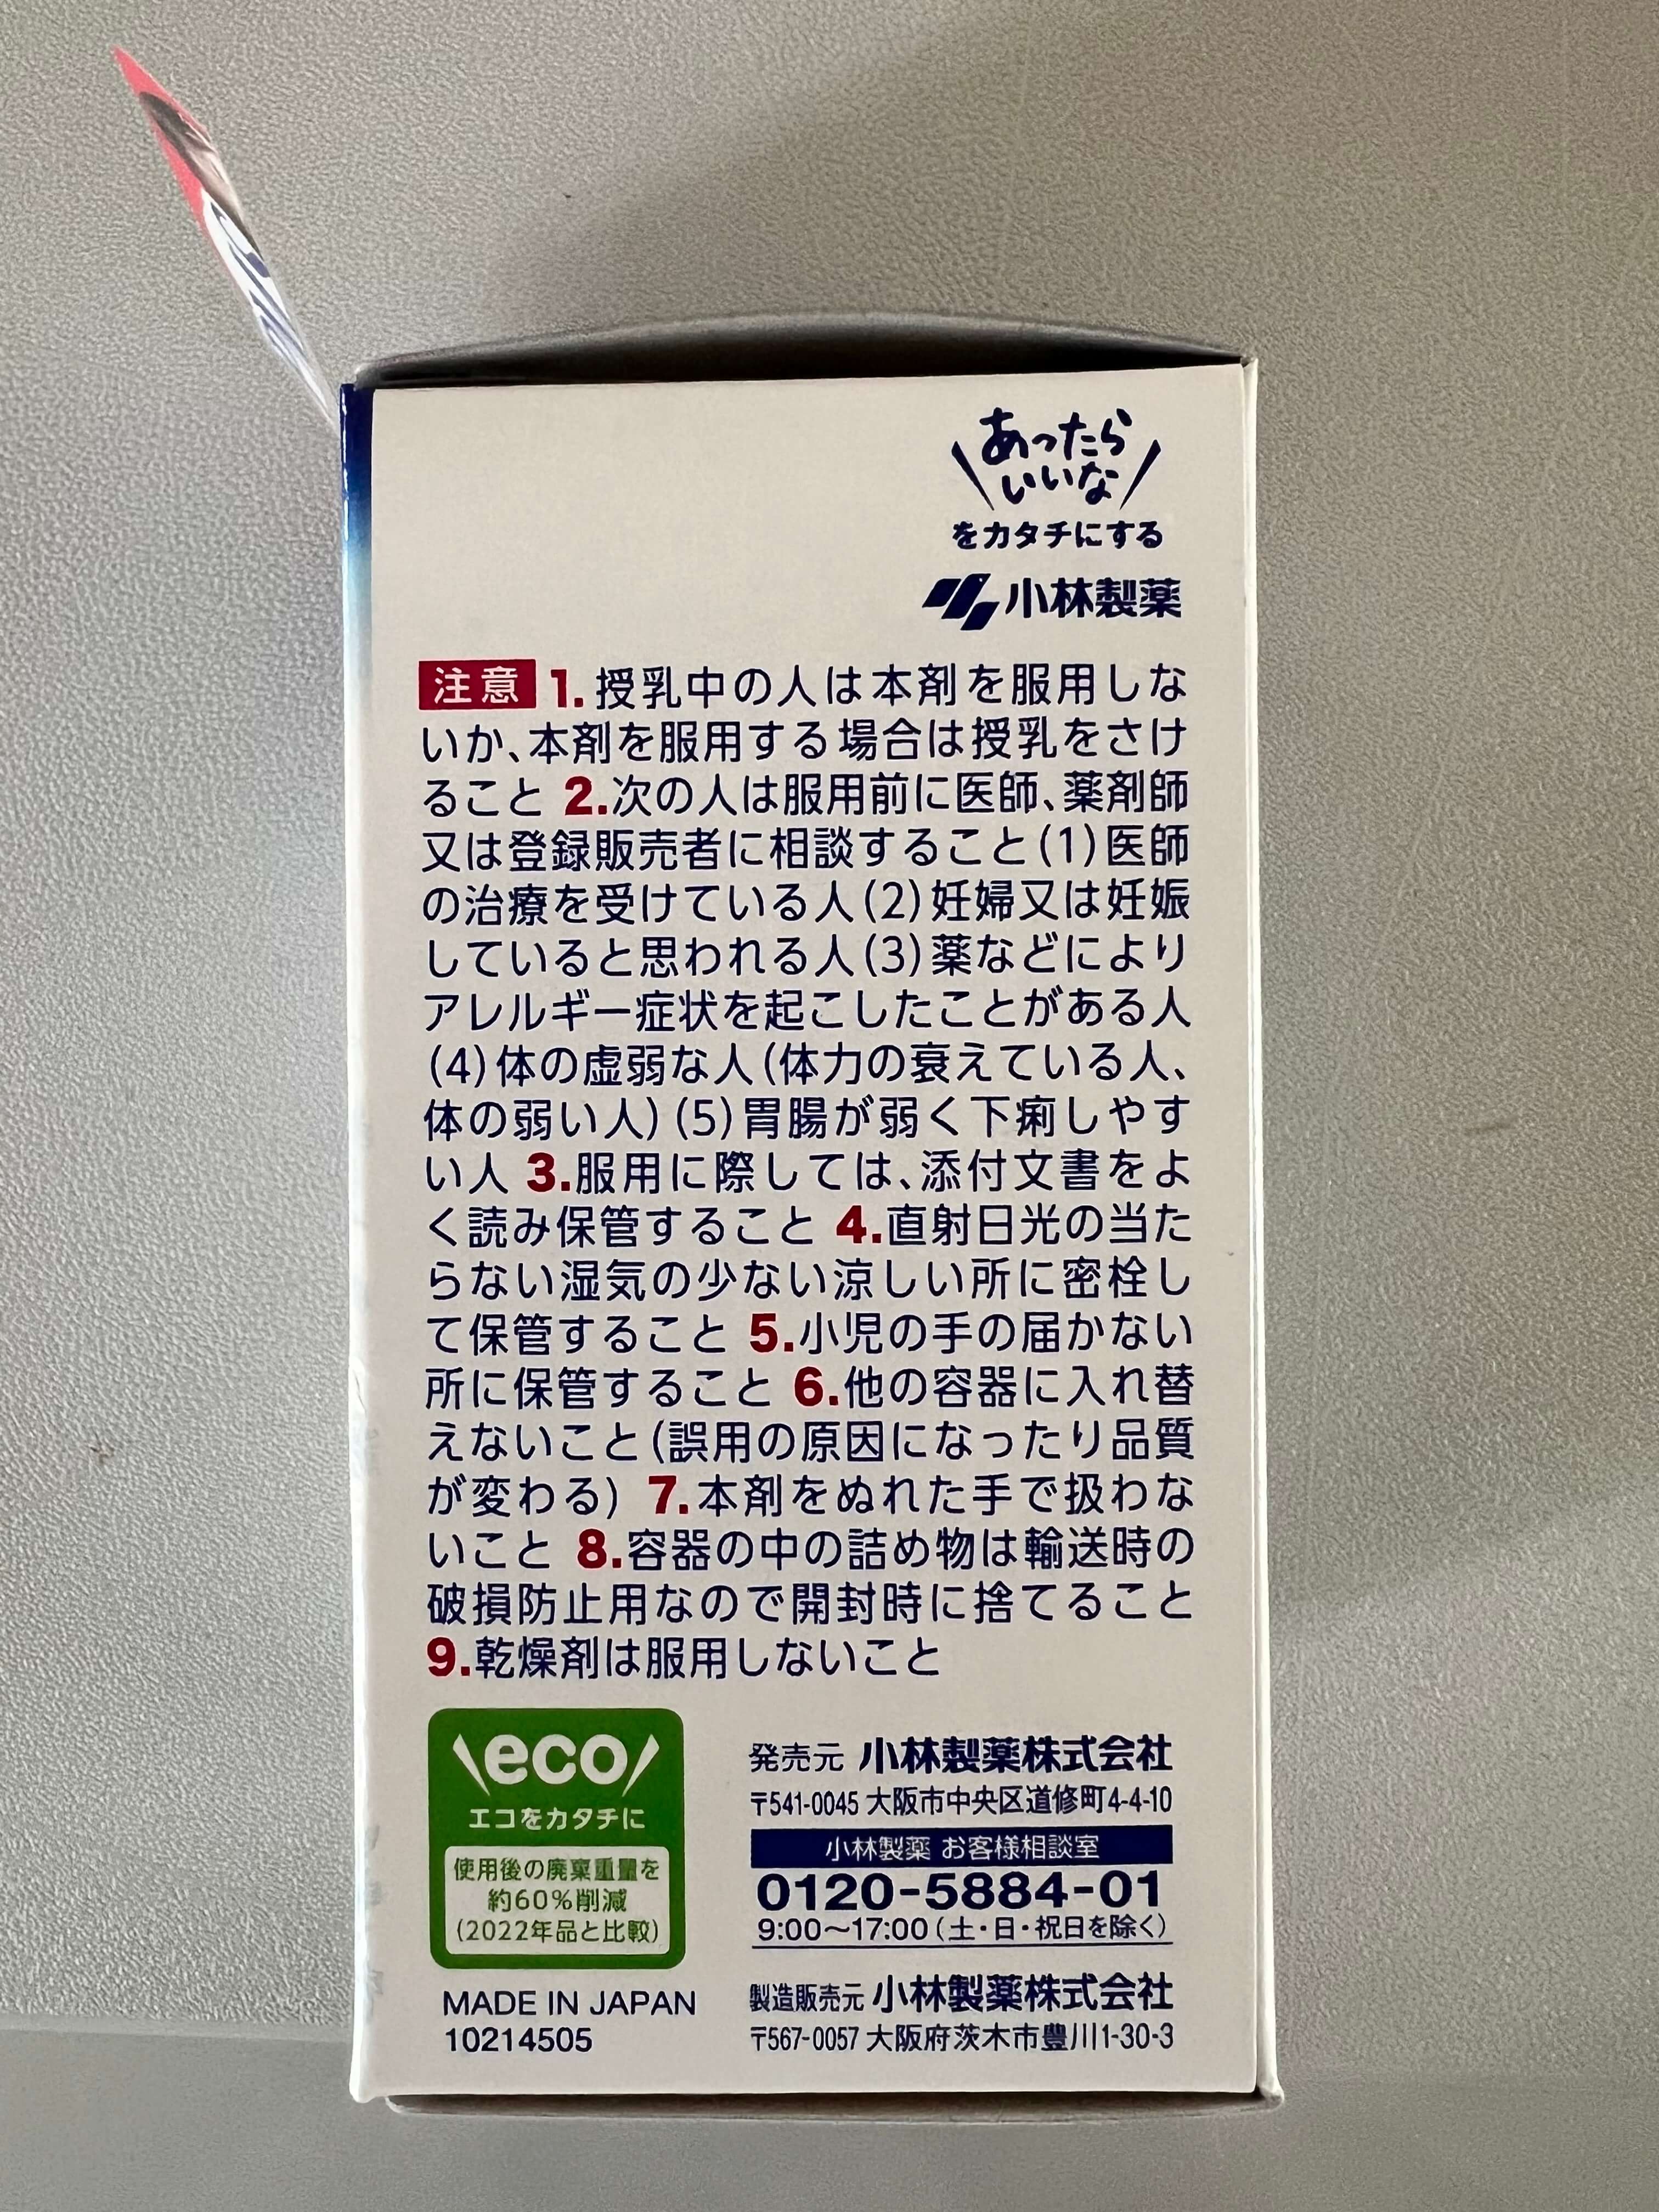 あったら
いいな
をカタチにする
小林製薬
注意 1.授乳中の人は本剤を服用しな
いか、本剤を服用する場合は授乳をさけ
ること 2.次の人は服用前に医師、薬剤師
又は登録販売者に相談すること(1)医師
の治療を受けている人(2)妊婦又は妊娠
していると思われる人(3)薬などにより
アレルギー症状を起こしたことがある人
(4)体の虚弱な人(体力の衰えている人、
体の弱い人)(5)胃腸が弱く下痢しやす
い人 3.服用に際しては、添付文書をよ
く読み保管すること 4.直射日光の当た
らない湿気の少ない涼しい所に密栓し
て保管すること 5.小児の手の届かない
所に保管すること 6.他の容器に入れ替
えないこと(誤用の原因になったり品質
が変わる) 7.本剤をぬれた手で扱わな
いこと 8.容器の中の詰め物は輸送時の
破損防止用なので開封時に捨てること
9.乾燥剤は服用しないこと
eco
エコをカタチに
使用後の廃棄重量を
約60%削減
(2022年品と比較)
MADE IN JAPAN
10214505
発売元 小林製薬株式会社
〒541-0045 大阪市中央区道修町4-4-10
小林製薬 お客様相談室
0120-5884-01
9:00〜17:00(土・日・祝日を除く)
製造販売元 小林製薬株式会社
〒567-0057 大阪府茨木市豊川1-30-3